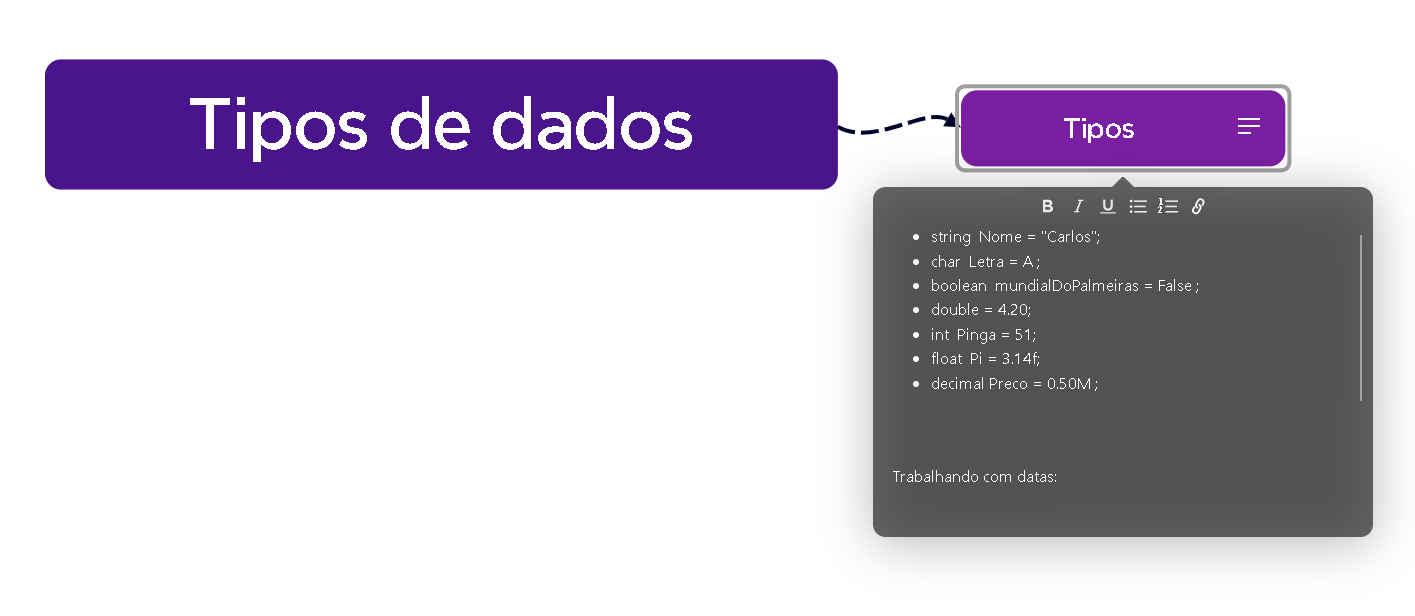 Tipos de dados
Tipos
B I U
string Nome = "Carlos";
char Letra = A ;
boolean mundialDoPalmeiras = False ;
double = 4.20;
int Pinga = 51;
float Pi = 3.14f;
decimal Preco = 0.50M ;
Trabalhando com datas: